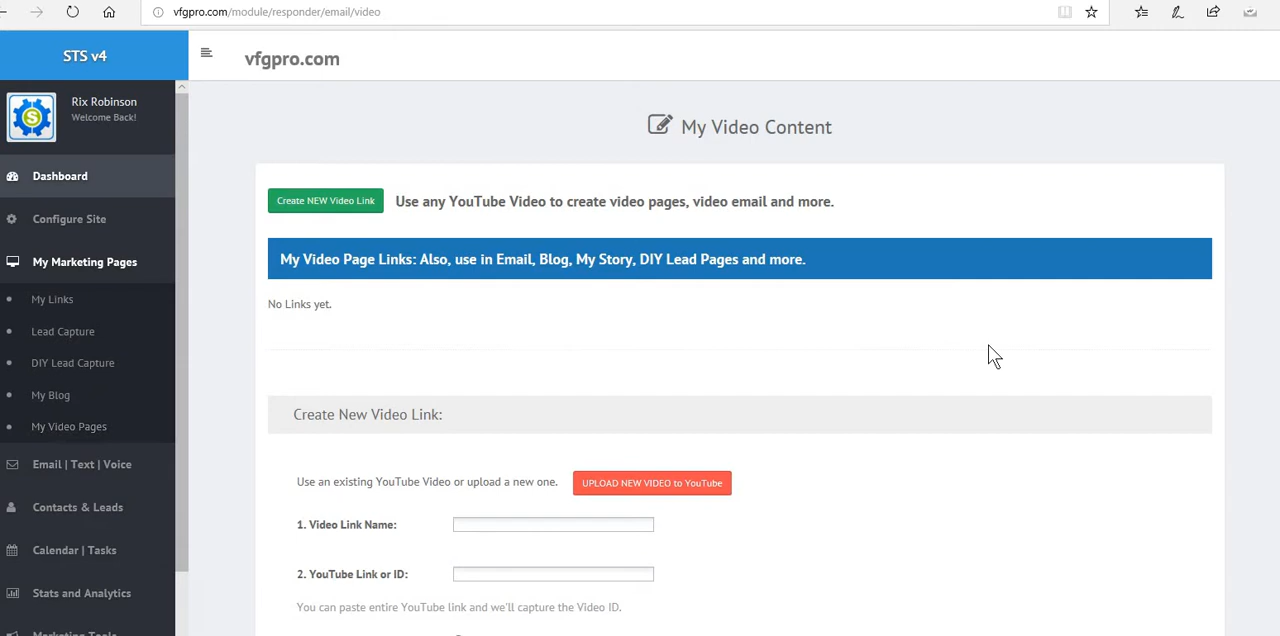 vfgpro.com/module/responder/email/video
STS v4
vfgpro.com
Rix Robinson
Welcome Back!
Dashboard
Configure Site
My Marketing Pages
My Links
Lead Capture
DIY Lead Capture
My Blog
My Video Pages
Email | Text | Voice
Contacts & Leads
Calendar | Tasks
Stats and Analytics
Marketing Tools
My Video Content
Create NEW Video Link
Use any YouTube Video to create video pages, video email and more.
My Video Page Links: Also, use in Email, Blog, My Story, DIY Lead Pages and more.
No Links yet.
Create New Video Link:
Use an existing YouTube Video or upload a new one.
UPLOAD NEW VIDEO to YouTube
1. Video Link Name:
2. YouTube Link or ID:
You can paste entire YouTube link and we'll capture the Video ID.